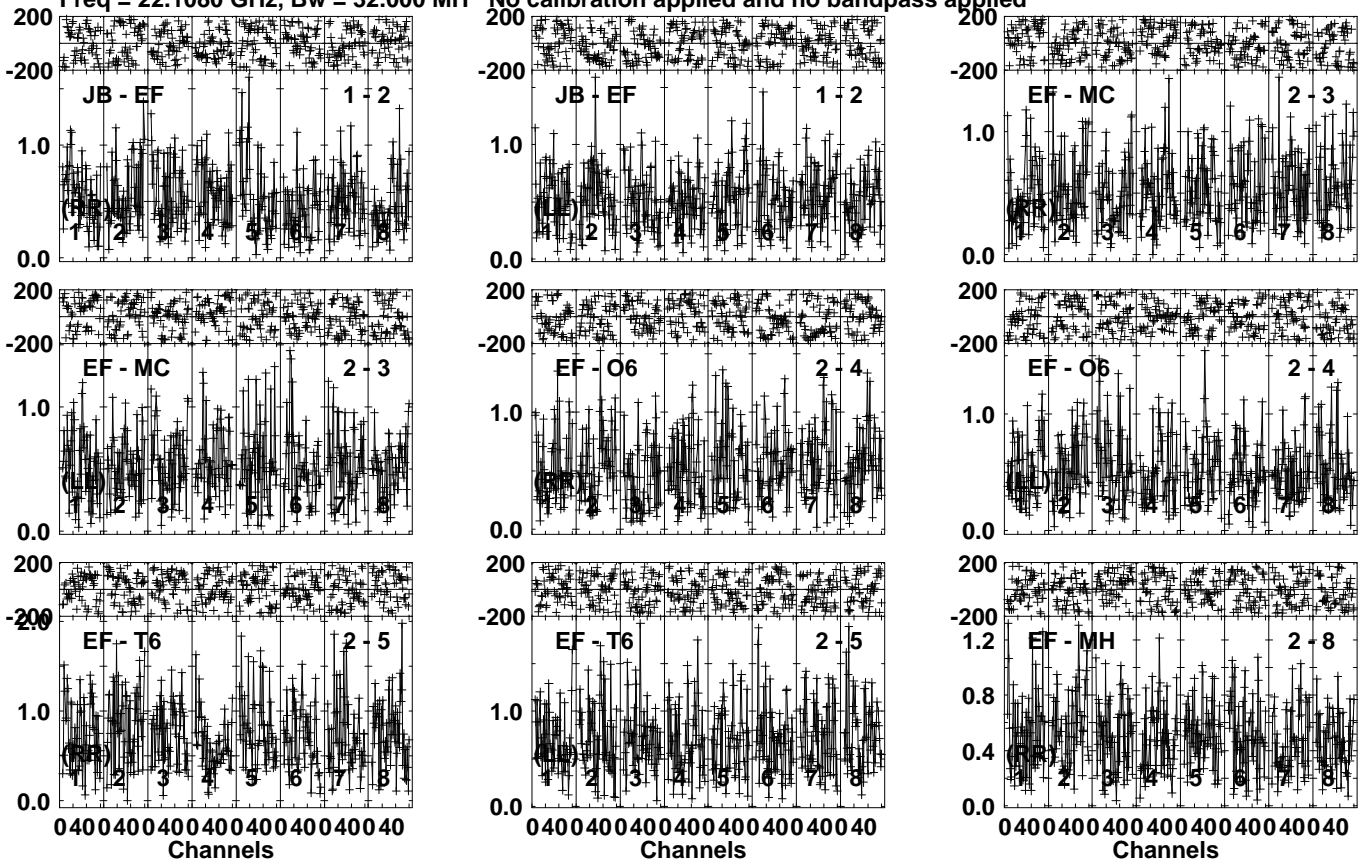 Freq = 22.1080 GHz, Bw = 32.000 MH No calibration applied and no bandpass applied
200 200 200
-200 -200 -200
JB - EF 1 - 2 JB - EF 1 - 2 EF - MC 2 - 3
1.0 1.0 1.0
(RR) (LL) (RR)
1 2 3 4 5 6 7 8 1 2 3 4 5 6 7 8 1 2 3 4 5 6 7 8
0.0 0.0 0.0
200 200 200
-200 -200 -200
EF - MC 2 - 3 EF - O6 2 - 4 EF - O6 2 - 4
1.0 1.0 1.0
(LL) (RR) (LL)
1 2 3 4 5 6 7 8 1 2 3 4 5 6 7 8 1 2 3 4 5 6 7 8
0.0 0.0 0.0
200 200 200
-200 -200 -200
2.0
EF - T6 2 - 5 EF - T6 2 - 5 EF - MH 2 - 8
1.2
0.8
1.0 1.0
0.4
(RR) (LL) (RR)
1 2 3 4 5 6 7 8 1 2 3 4 5 6 7 8 1 2 3 4 5 6 7 8
0.0 0.0 0.0
0 40 0 40 0 40 0 40 0 40 0 40 0 40 0 40 0 40 0 40 0 40 0 40 0 40 0 40 0 40 0 40 0 40 0 40 0 40 0 40 0 40 0 40 0 40 0 40
Channels Channels Channels